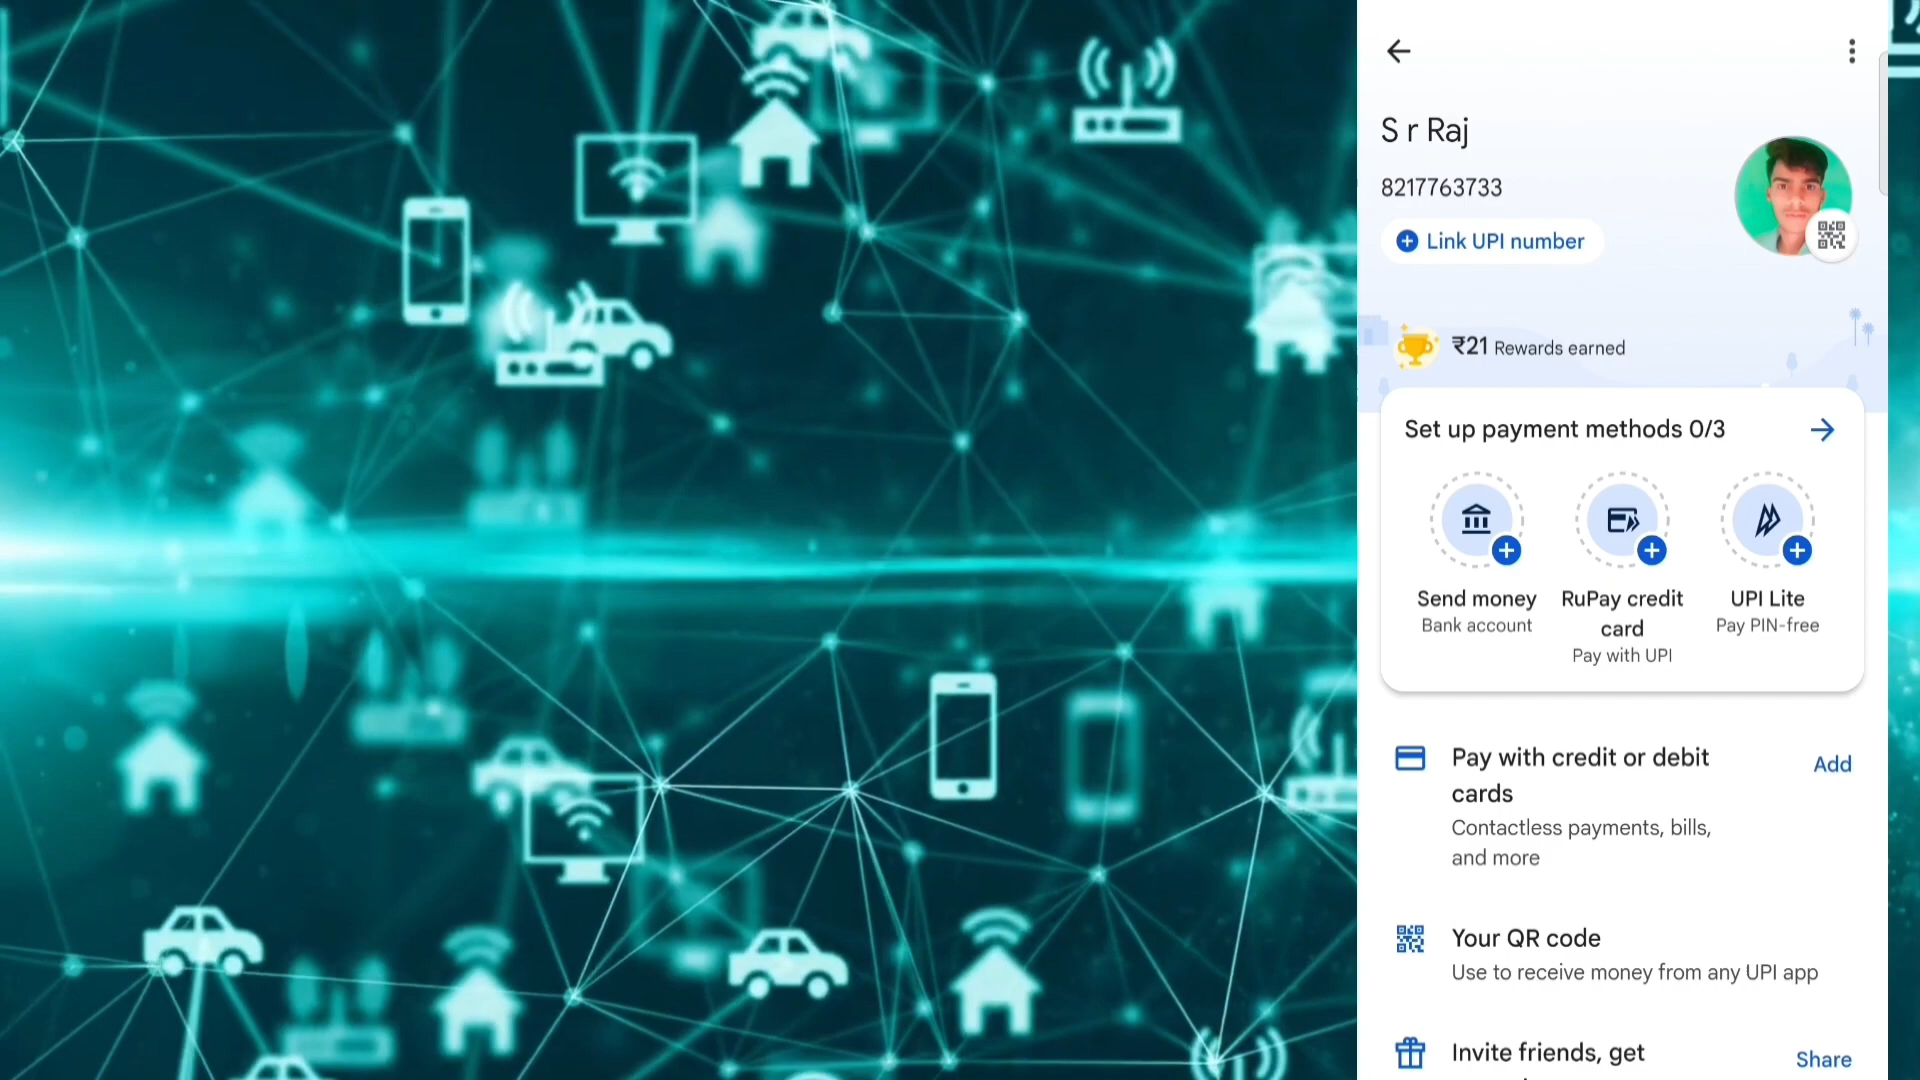 S r Raj
8217763733
Link UPI number
₹21 Rewards earned
Set up payment methods 0/3
Send money
Bank account
RuPay credit
card
Pay with UPI
UPI Lite
Pay PIN-free
Pay with credit or debit
cards
Add
Contactless payments, bills,
and more
Your QR code
Use to receive money from any UPI app
Invite friends, get
Share